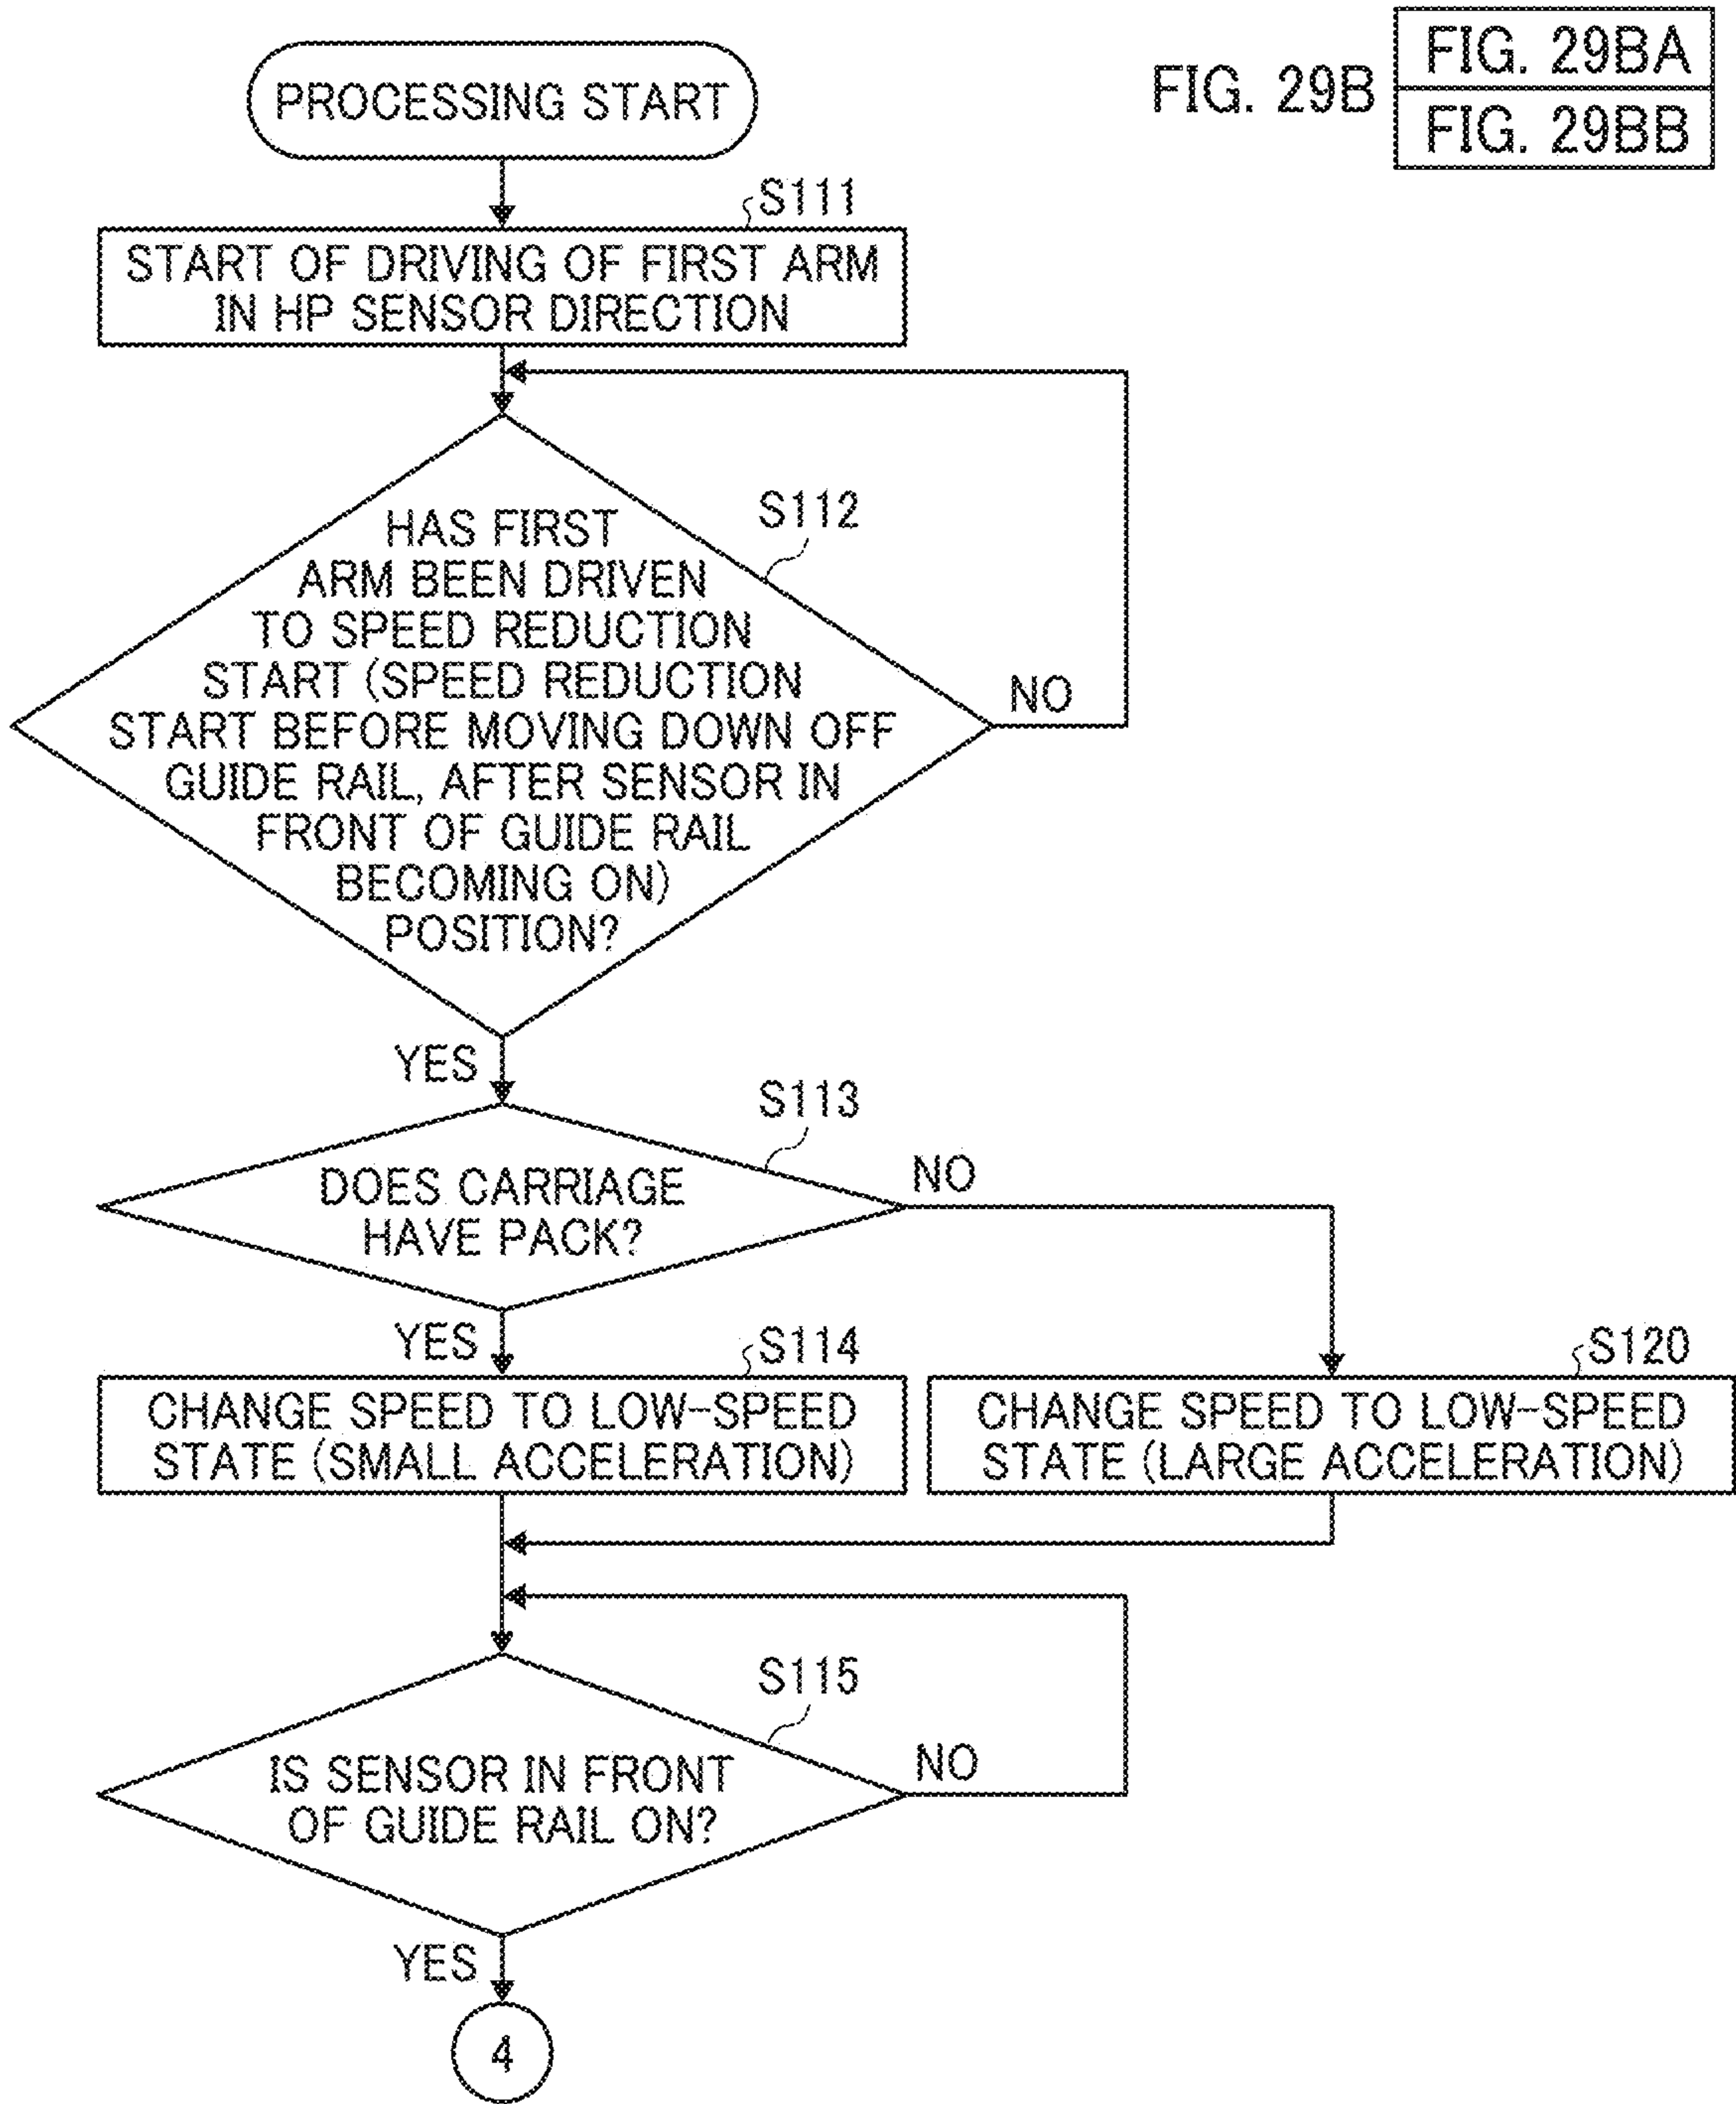 FIG. 29B
FIG. 29BA
FIG. 29BB
PROCESSING START
S111
START OF DRIVING OF FIRST ARM
IN HP SENSOR DIRECTION
S112
HAS FIRST
ARM BEEN DRIVEN
TO SPEED REDUCTION
START (SPEED REDUCTION
START BEFORE MOVING DOWN OFF
GUIDE RAIL, AFTER SENSOR IN
FRONT OF GUIDE RAIL
BECOMING ON)
POSITION?
NO
YES
S113
DOES CARRIAGE
HAVE PACK?
NO
YES
S114
CHANGE SPEED TO LOW-SPEED
STATE (SMALL ACCELERATION)
S120
CHANGE SPEED TO LOW-SPEED
STATE (LARGE ACCELERATION)
S115
IS SENSOR IN FRONT
OF GUIDE RAIL ON?
NO
YES
4